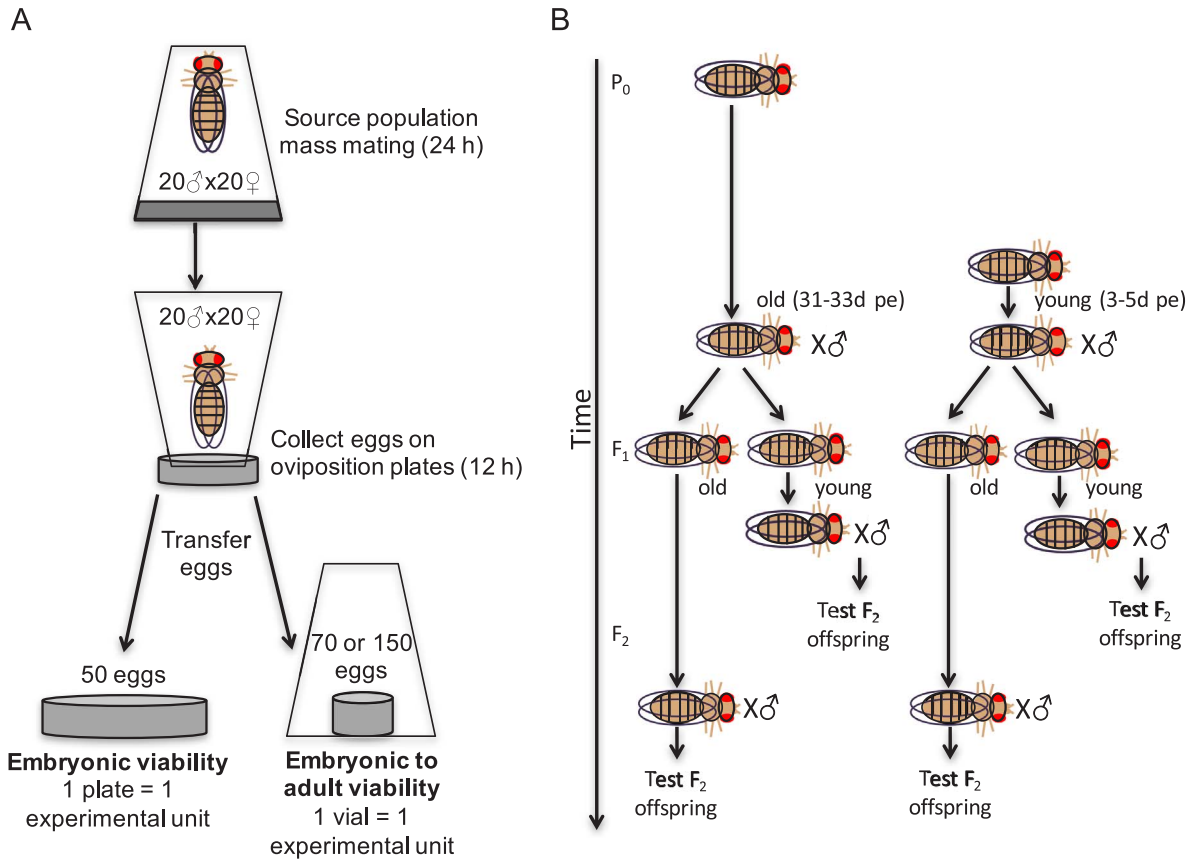 A
20♂x20♀
Source population
mass mating (24 h)
20♂x20♀
Collect eggs on
oviposition plates (12 h)
Transfer
eggs
50 eggs
70 or 150
eggs
Embryonic viability
1 plate = 1
experimental unit
Embryonic to
adult viability
1 vial = 1
experimental unit
B
Time
P0
old (31-33d pe)
X♂
young (3-5d pe)
X♂
F1
old
young
X♂
Test F2
offspring
old
young
X♂
Test F2
offspring
F2
X♂
Test F2
offspring
X♂
Test F2
offspring